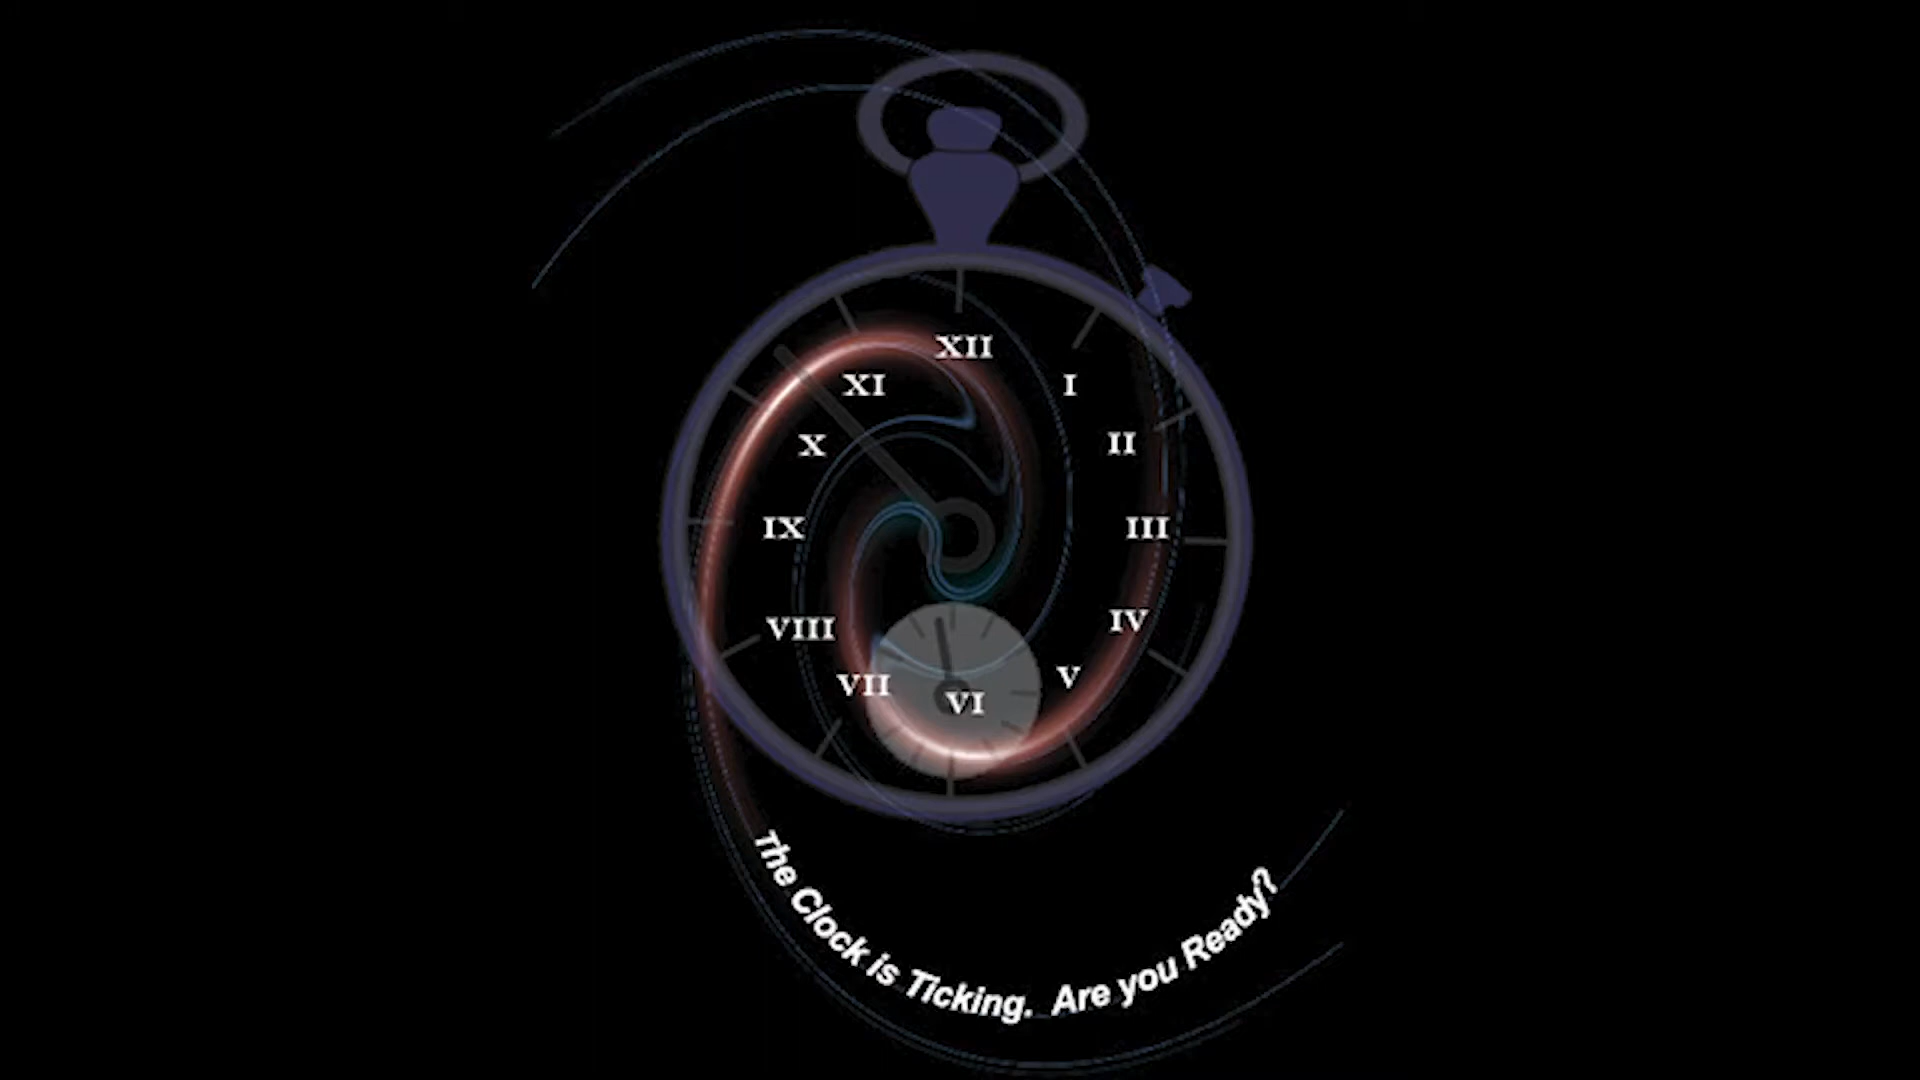 XII
I
II
III
IV
V
VI
VII
VIII
IX
X
XI
The Clock is Ticking. Are you Ready?